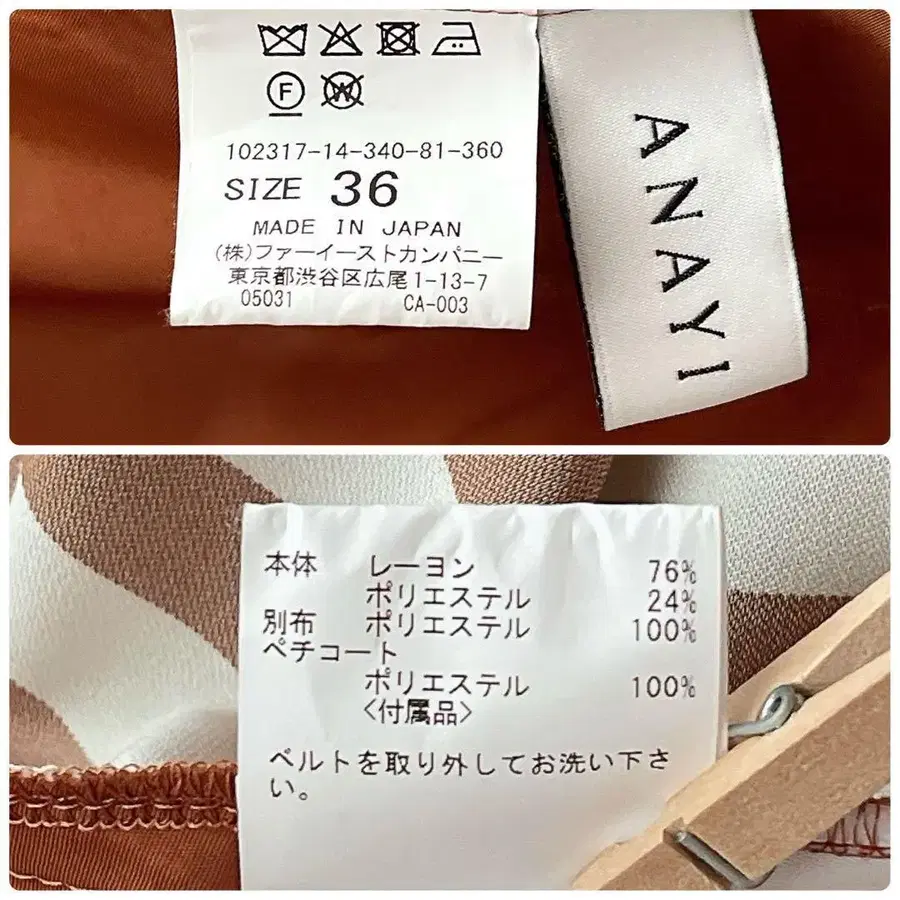 F W
102317-14-340-81-360
SIZE 36
MADE IN JAPAN
(株)ファーイーストカンパニー
東京都渋谷区広尾1-13-7
05031 CA-003
ANAYI
本体 レーヨン 76%
ポリエステル 24%
別布 ポリエステル 100%
ペチコート
ポリエステル 100%
<付属品>
ベルトを取り外してお洗い下さ
い。